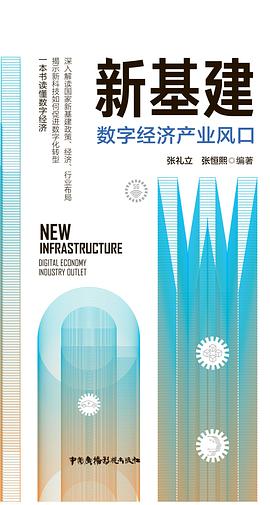 新基建
数字经济产业风口
张礼立 张恒熙◎编著
深入解读国家新基建政策、经济、行业布局
揭示新科技如何促进数字化转型
一本书读懂数字经济
NEW
INFRASTRUCTURE
DIGITAL ECONOMY
INDUSTRY OUTLET
中国广播影视出版社